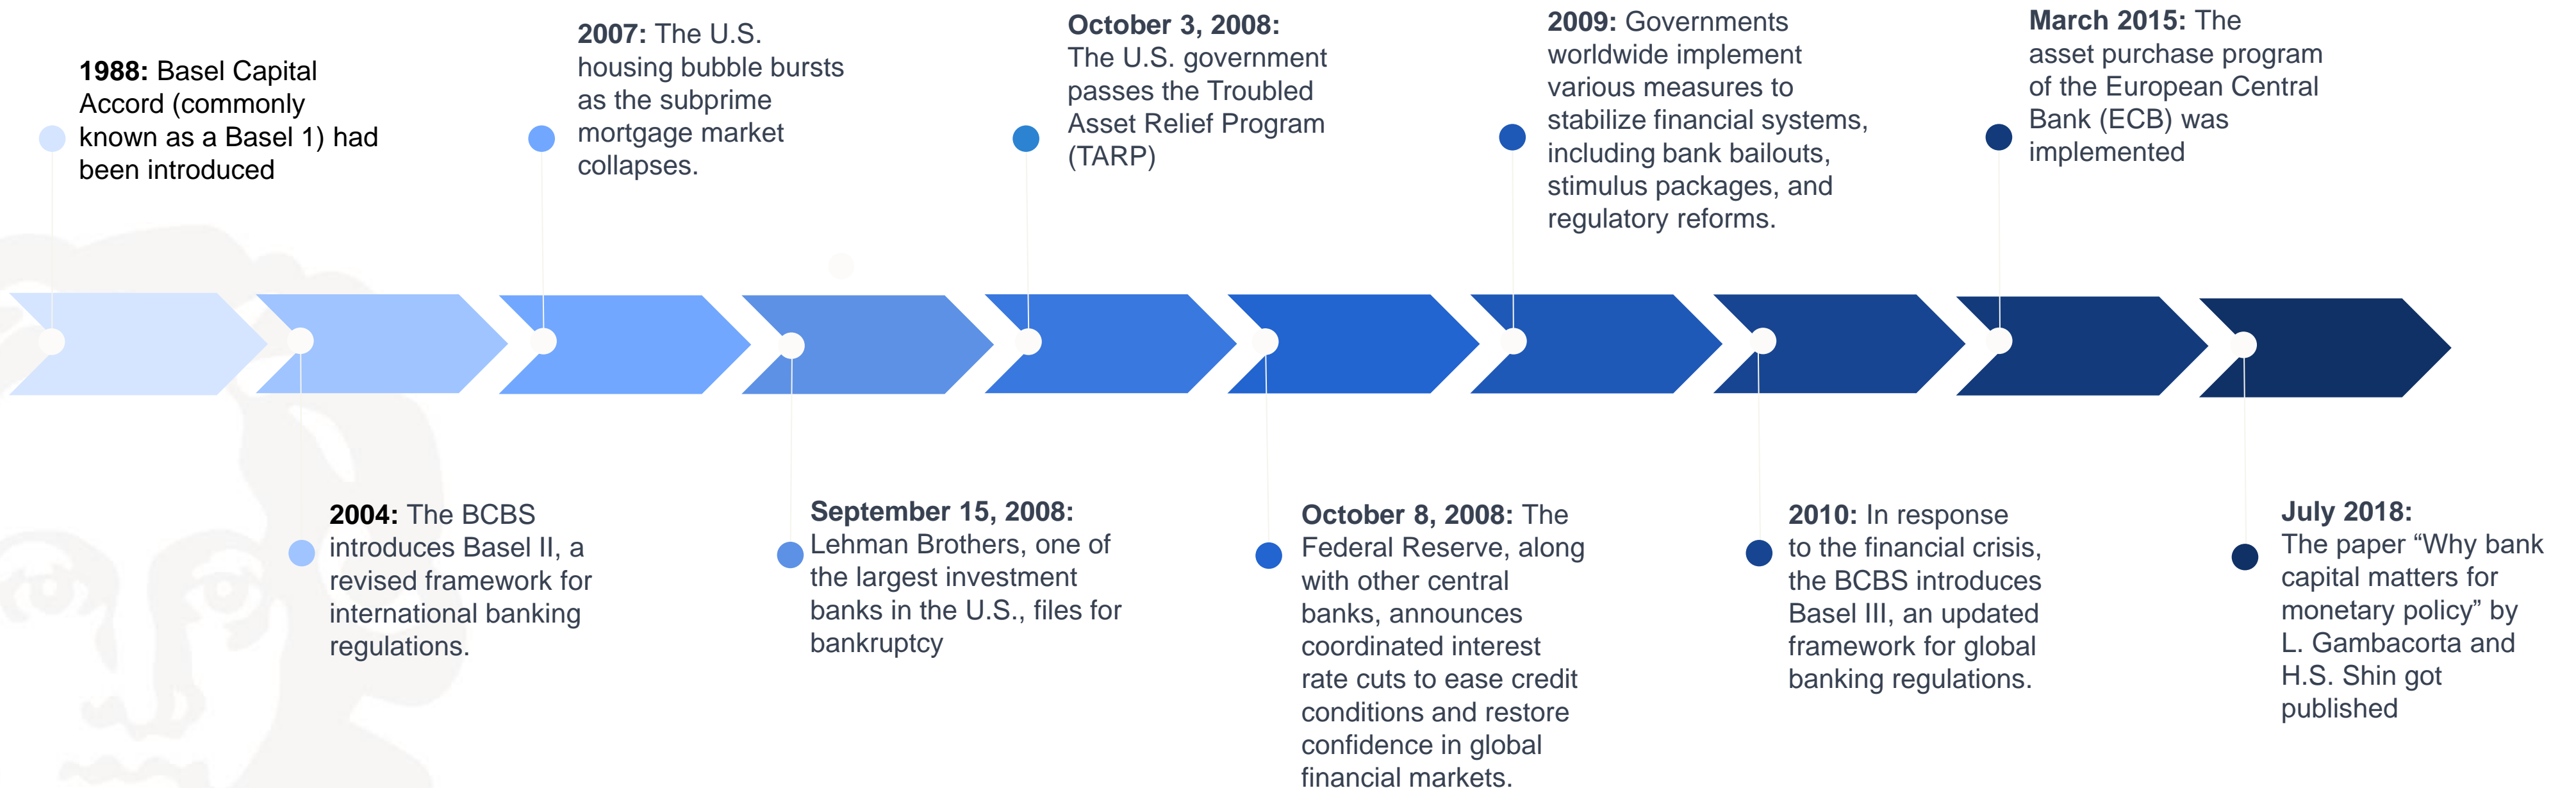 1988: Basel Capital
Accord (commonly
known as a Basel 1) had
been introduced
2004: The BCBS
introduces Basel II, a
revised framework for
international banking
regulations.
2007: The U.S.
housing bubble bursts
as the subprime
mortgage market
collapses.
September 15, 2008:
Lehman Brothers, one of
the largest investment
banks in the U.S., files for
bankruptcy
October 3, 2008:
The U.S. government
passes the Troubled
Asset Relief Program
(TARP)
October 8, 2008: The
Federal Reserve, along
with other central
banks, announces
coordinated interest
rate cuts to ease credit
conditions and restore
confidence in global
financial markets.
2009: Governments
worldwide implement
various measures to
stabilize financial systems,
including bank bailouts,
stimulus packages, and
regulatory reforms.
2010: In response
to the financial crisis,
the BCBS introduces
Basel III, an updated
framework for global
banking regulations.
March 2015: The
asset purchase program
of the European Central
Bank (ECB) was
implemented
July 2018:
The paper “Why bank
capital matters for
monetary policy” by
L. Gambacorta and
H.S. Shin got
published